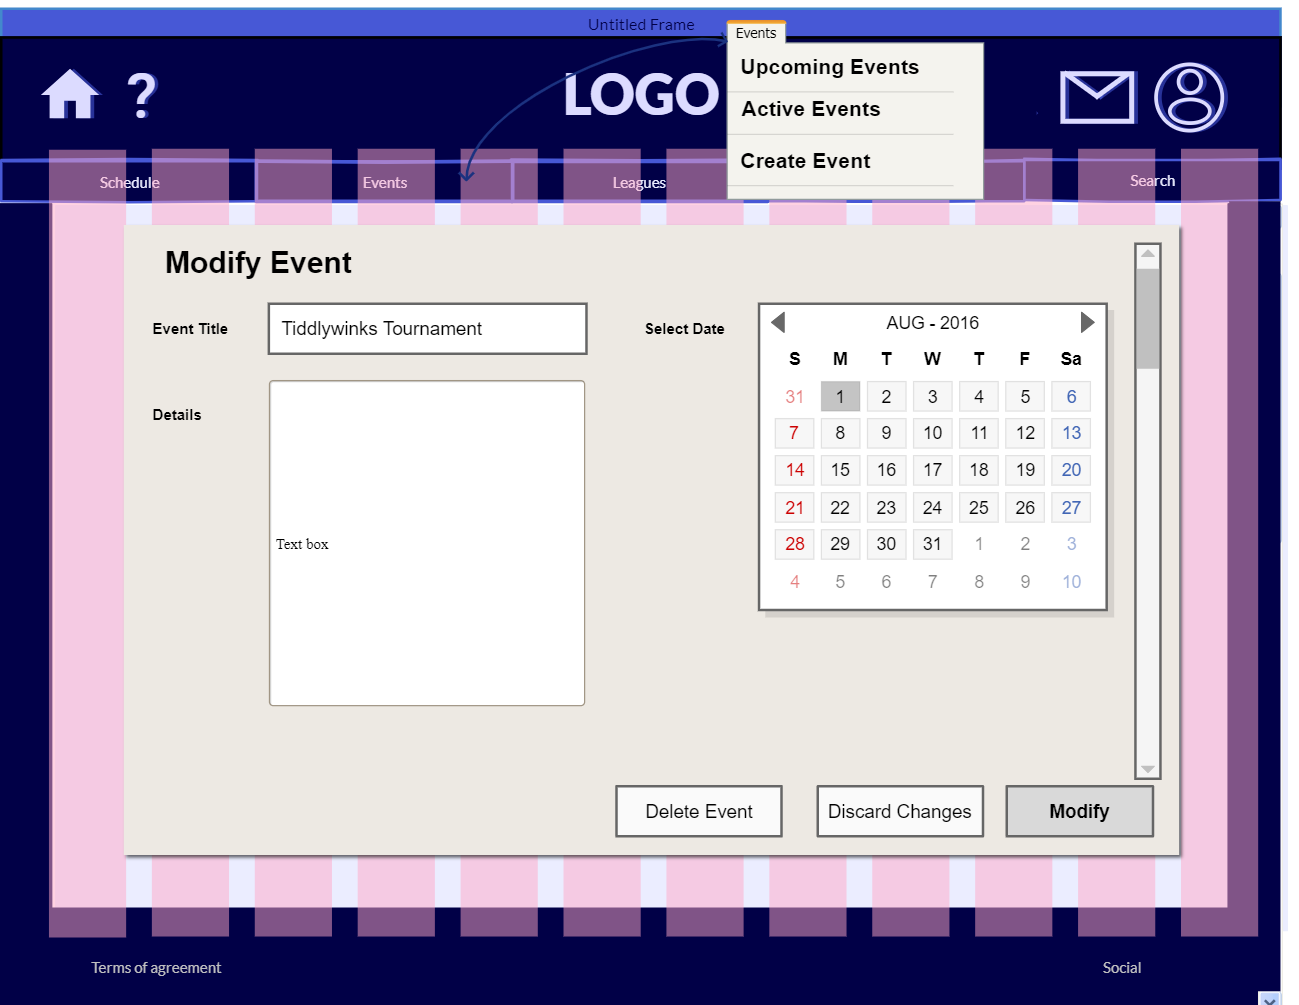 Untitled Frame
Events
?
LOGO
Upcoming Events
Active Events
Create Event
Schedule
Events
Leagues
Search
Modify Event
Event Title
Tiddlywinks Tournament
Select Date
AUG - 2016
S M T W T F Sa
31 1 2 3 4 5 6
7 8 9 10 11 12 13
14 15 16 17 18 19 20
21 22 23 24 25 26 27
28 29 30 31 1 2 3
4 5 6 7 8 9 10
Details
Text box
Delete Event
Discard Changes
Modify
Terms of agreement
Social